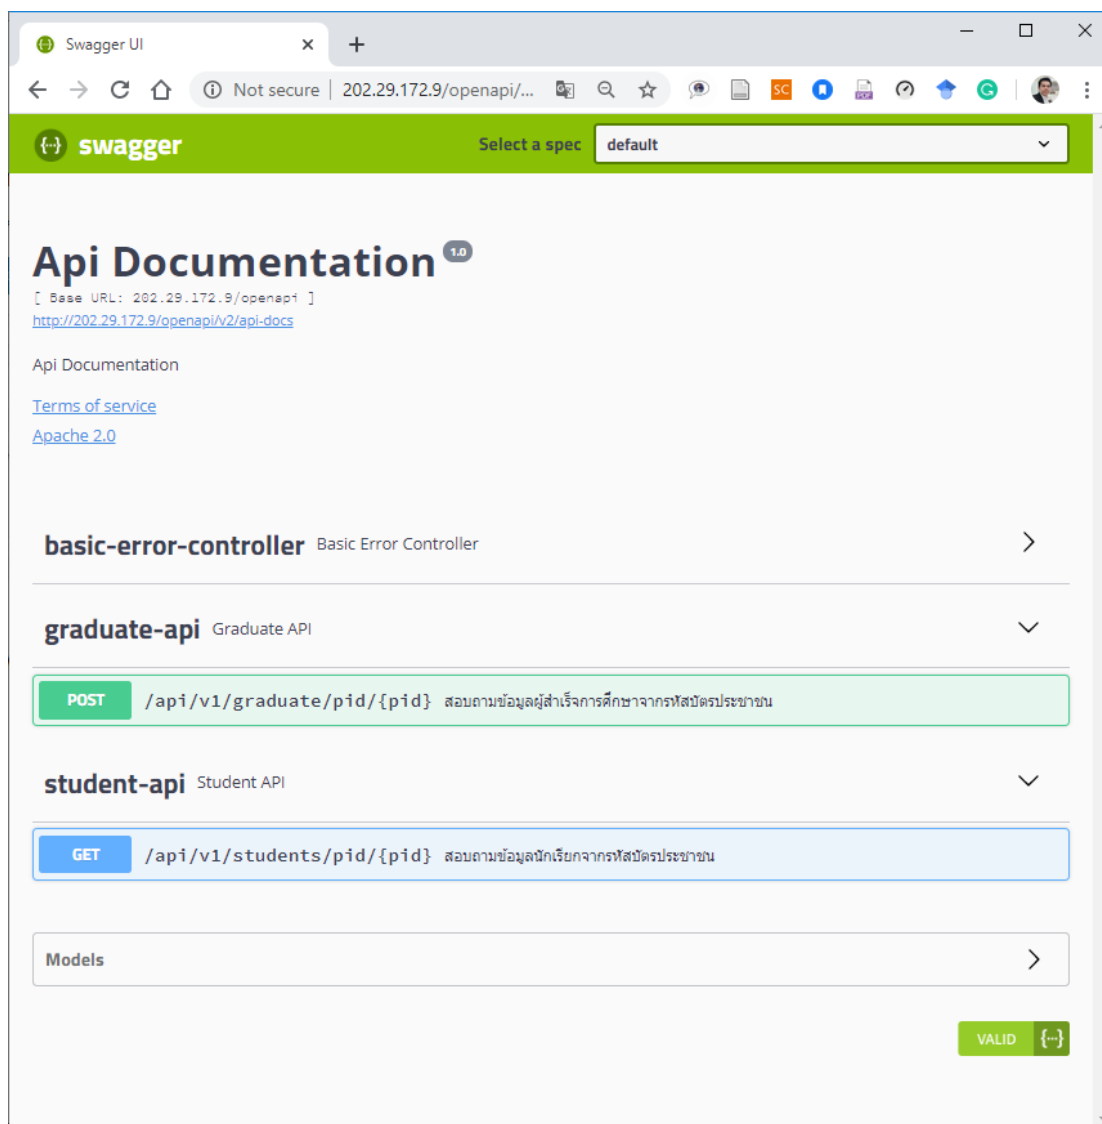 Swagger UI
Not secure | 202.29.172.9/openapi/...
swagger
Select a spec default
Api Documentation 1.0
[ Base URL: 202.29.172.9/openapi ]
http://202.29.172.9/openapi/v2/api-docs
Api Documentation
Terms of service
Apache 2.0
basic-error-controller Basic Error Controller
graduate-api Graduate API
POST /api/v1/graduate/pid/{pid} สอบถามข้อมูลผู้สำเร็จการศึกษาจากรหัสบัตรประชาชน
student-api Student API
GET /api/v1/students/pid/{pid} สอบถามข้อมูลนักเรียกจากรหัสบัตรประชาชน
Models
VALID {...}